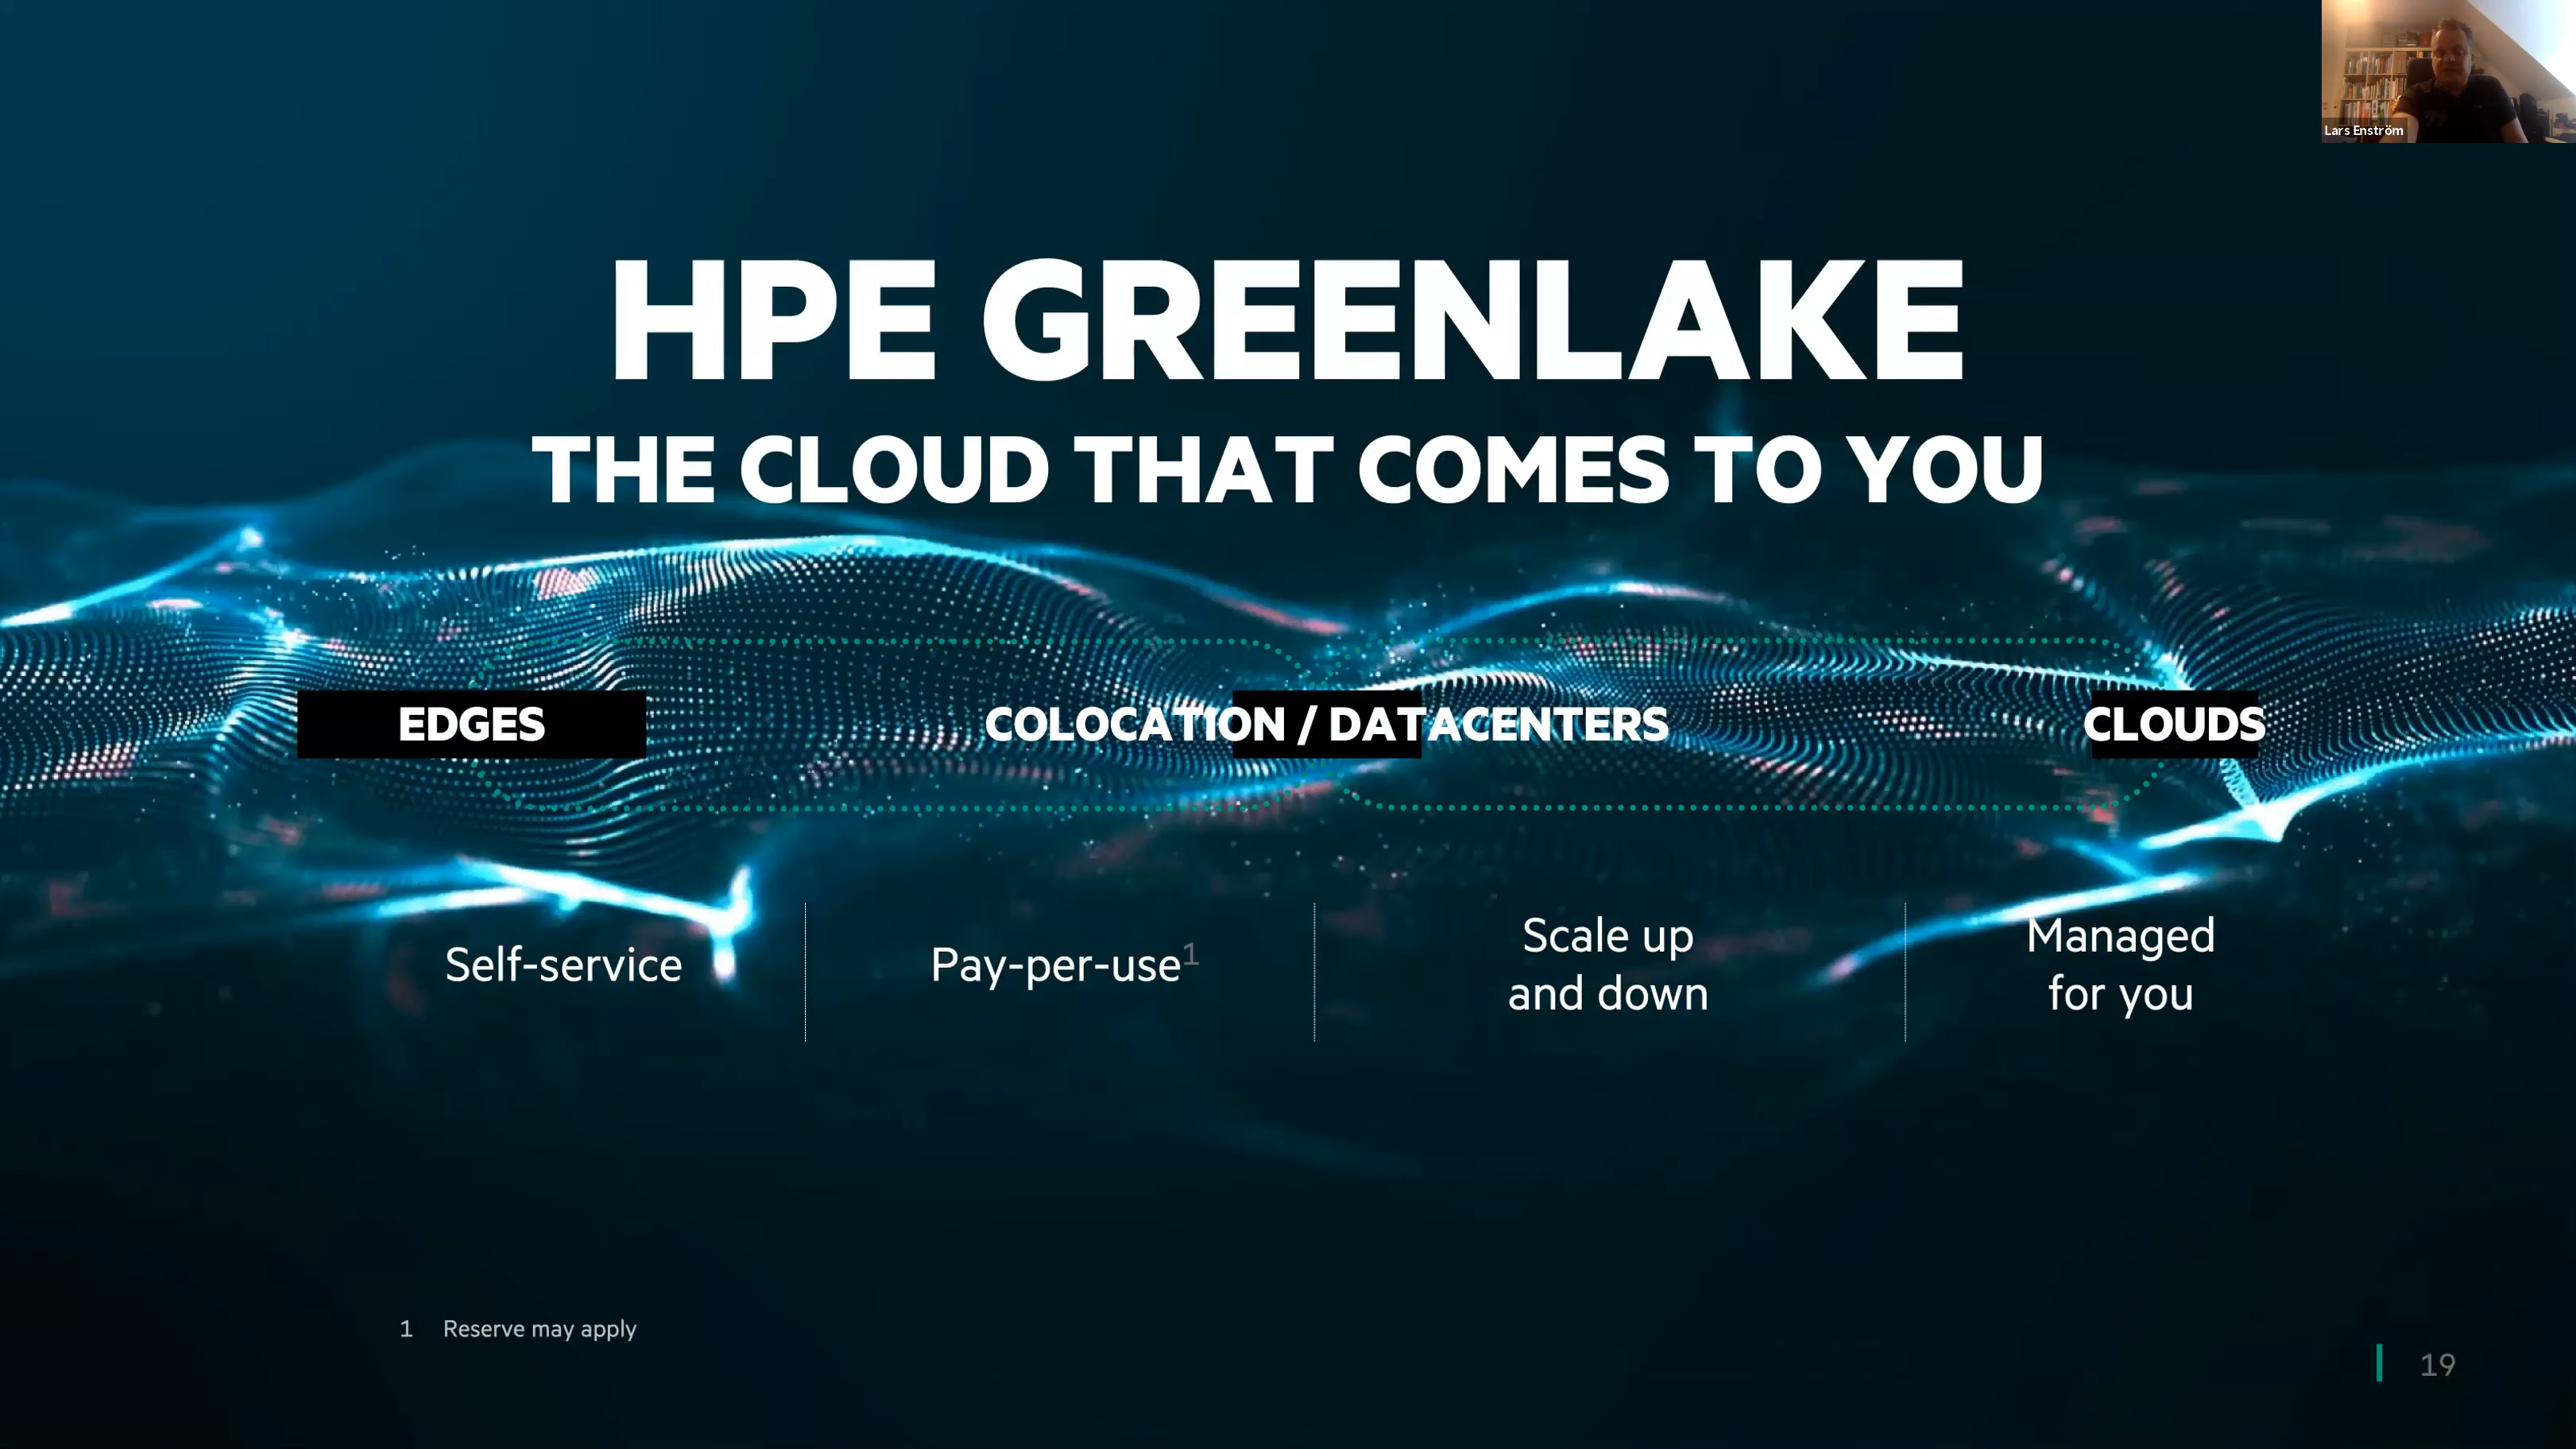 Lars Enström
HPE GREENLAKE
THE CLOUD THAT COMES TO YOU
EDGES
COLOCATION / DATACENTERS
CLOUDS
Self-service
Pay-per-use¹
Scale up
and down
Managed
for you
1 Reserve may apply
19